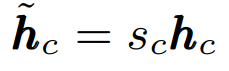 h̃_c = s_c h_c